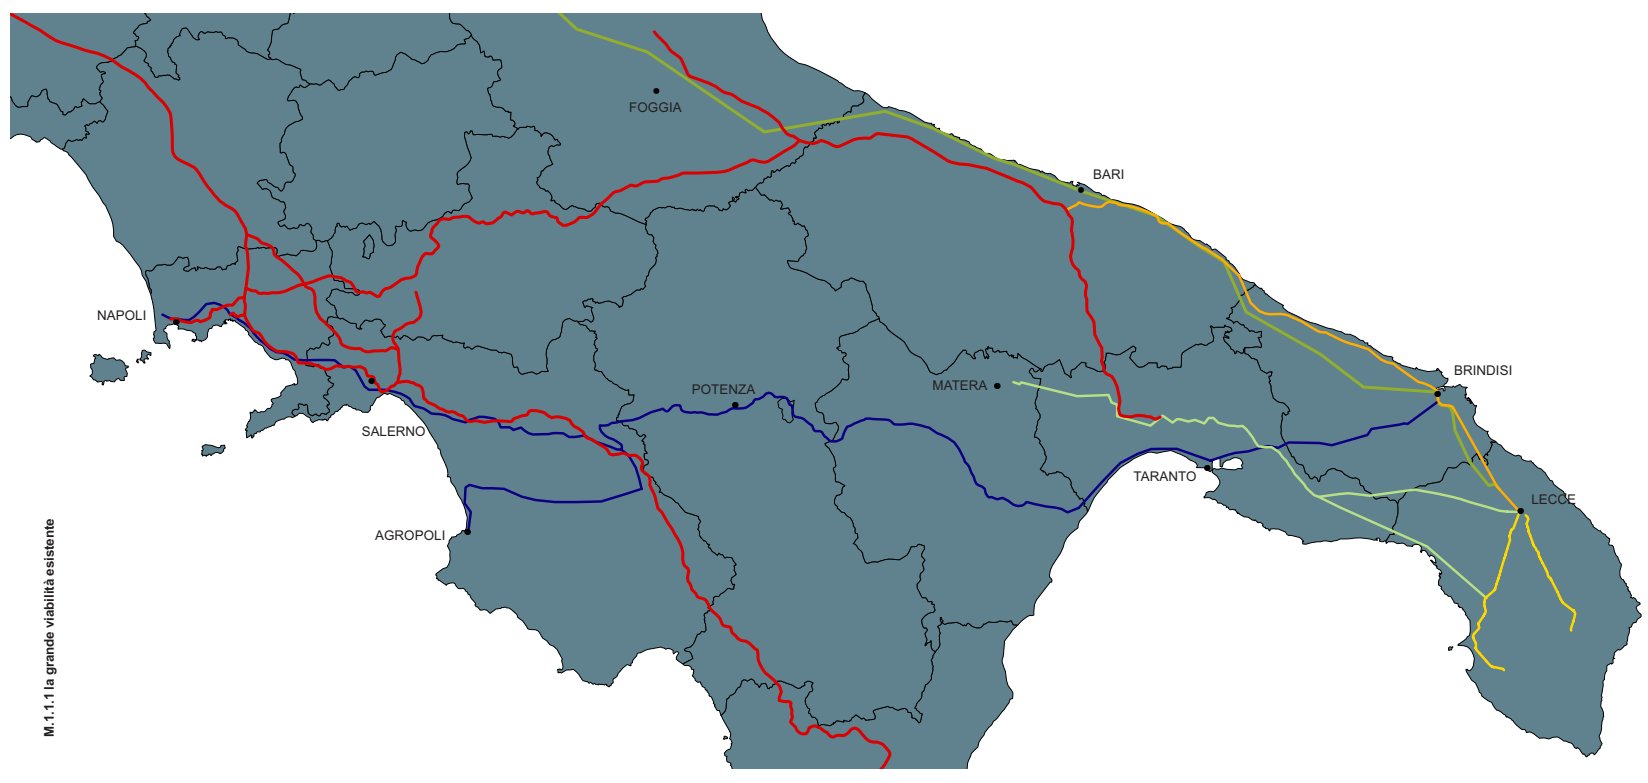 FOGGIA
BARI
NAPOLI
BRINDISI
POTENZA
MATERA
SALERNO
TARANTO
LECCE
AGROPOLI
M.1.1.1 la grande viabilità esistente